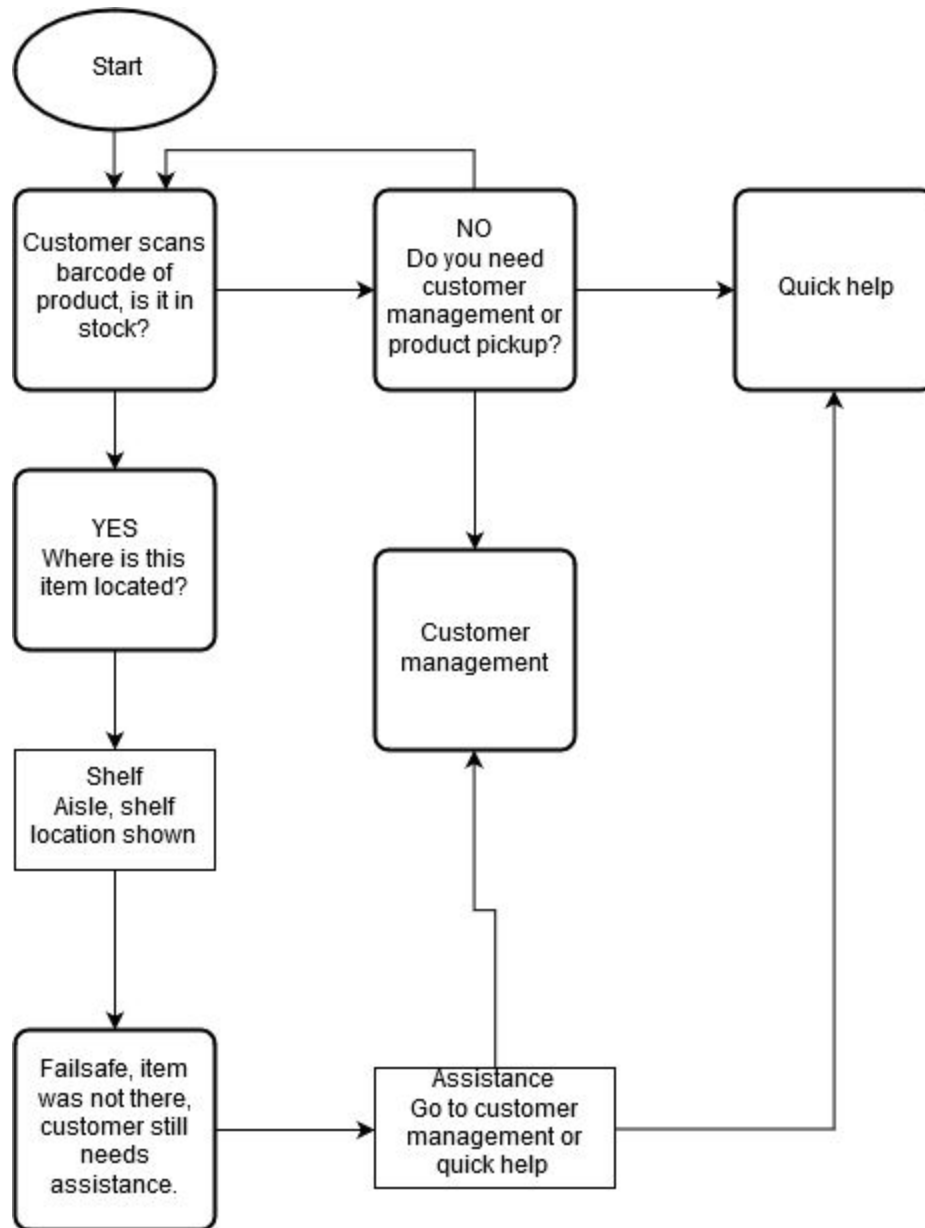 Start
Customer scans
barcode of
product, is it in
stock?
NO
Do you need
customer
management or
product pickup?
Quick help
YES
Where is this
item located?
Customer
management
Shelf
Aisle, shelf
location shown
Failsafe, item
was not there,
customer still
needs
assistance.
Assistance
Go to customer
management or
quick help